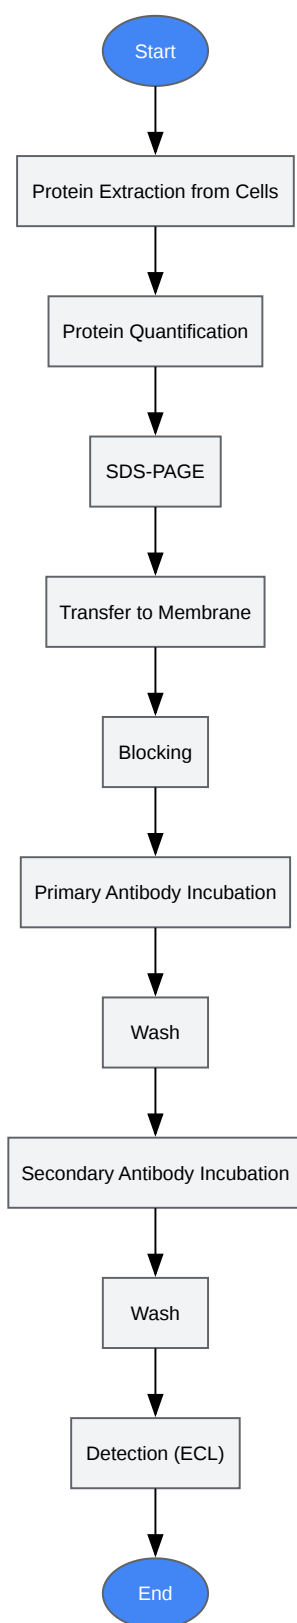 Start
Protein Extraction from Cells
Protein Quantification
SDS-PAGE
Transfer to Membrane
Blocking
Primary Antibody Incubation
Wash
Secondary Antibody Incubation
Wash
Detection (ECL)
End